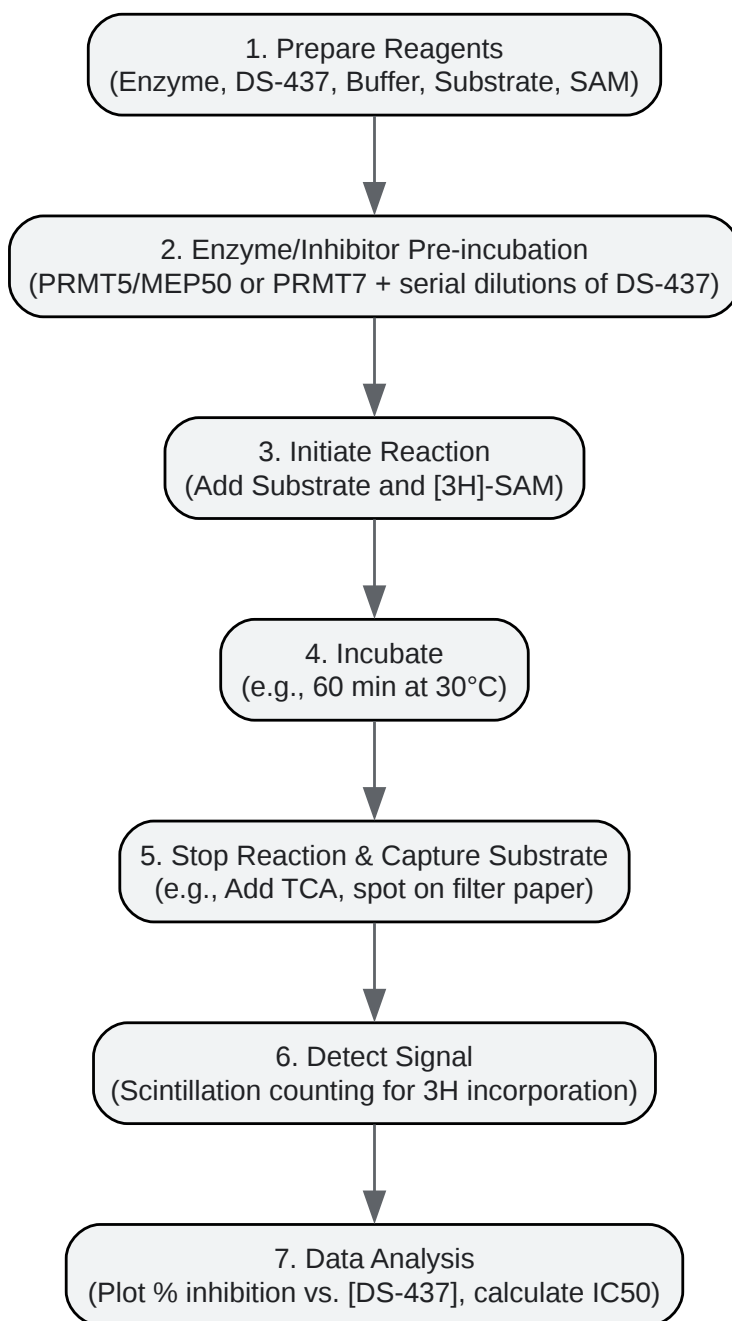 1. Prepare Reagents
(Enzyme, DS-437, Buffer, Substrate, SAM)
2. Enzyme/Inhibitor Pre-incubation
(PRMT5/MEP50 or PRMT7 + serial dilutions of DS-437)
3. Initiate Reaction
(Add Substrate and [3H]-SAM)
4. Incubate
(e.g., 60 min at 30°C)
5. Stop Reaction & Capture Substrate
(e.g., Add TCA, spot on filter paper)
6. Detect Signal
(Scintillation counting for 3H incorporation)
7. Data Analysis
(Plot % inhibition vs. [DS-437], calculate IC50)